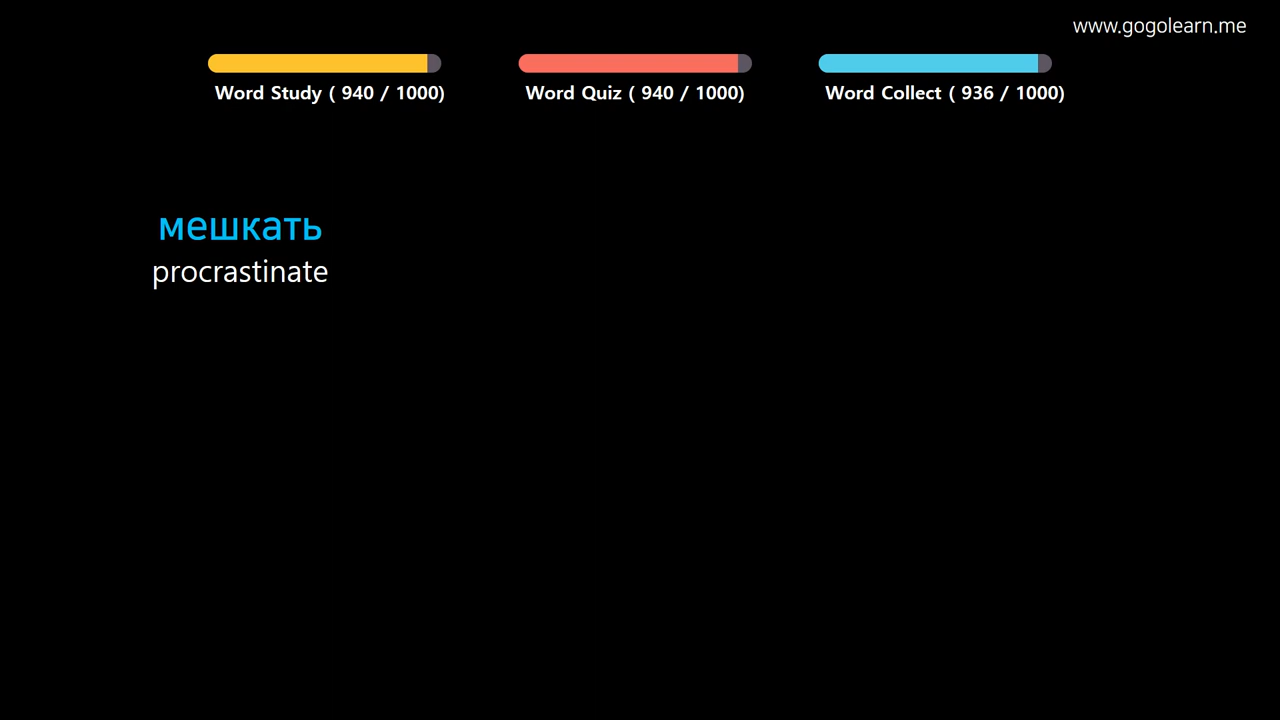 www.gogolearn.me
Word Study ( 940 / 1000)
Word Quiz ( 940 / 1000)
Word Collect ( 936 / 1000)
мешкать
procrastinate